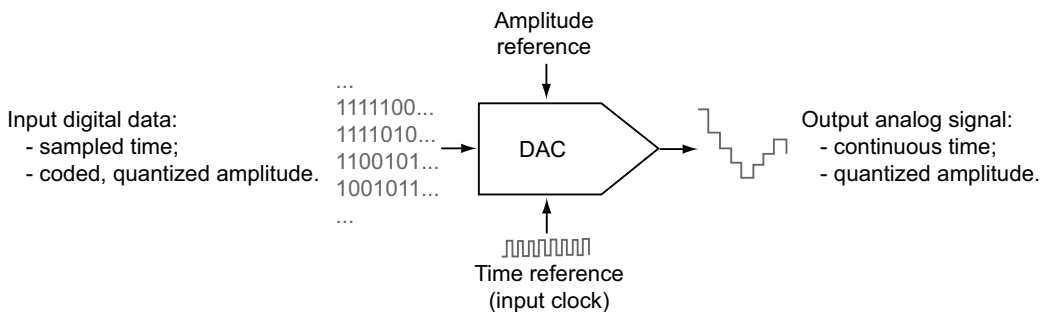 Amplitude
reference
Input digital data:
- sampled time;
- coded, quantized amplitude.
...
1111100...
1111010...
1100101...
1001011...
...
DAC
Output analog signal:
- continuous time;
- quantized amplitude.
Time reference
(input clock)